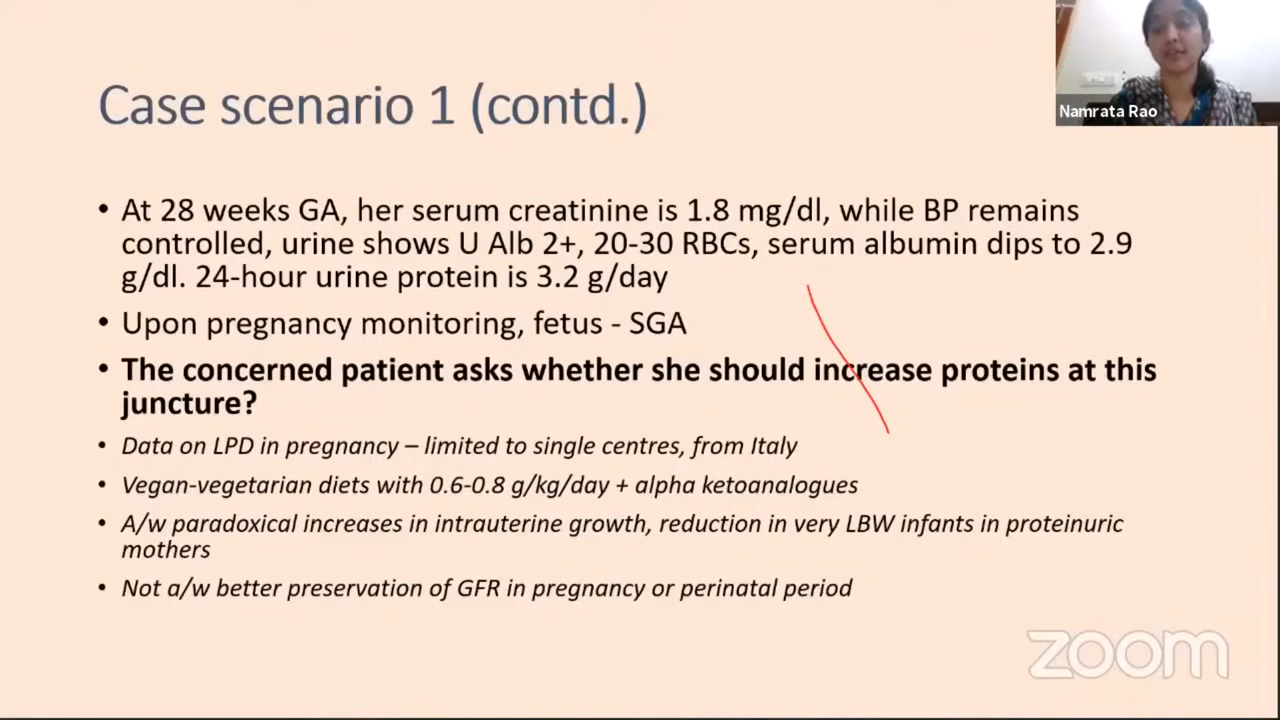 Namrata Rao
Case scenario 1 (contd.)
• At 28 weeks GA, her serum creatinine is 1.8 mg/dl, while BP remains
controlled, urine shows U Alb 2+, 20-30 RBCs, serum albumin dips to 2.9
g/dl. 24-hour urine protein is 3.2 g/day
• Upon pregnancy monitoring, fetus - SGA
• The concerned patient asks whether she should increase proteins at this
juncture?
• Data on LPD in pregnancy – limited to single centres, from Italy
• Vegan-vegetarian diets with 0.6-0.8 g/kg/day + alpha ketoanalogues
• A/w paradoxical increases in intrauterine growth, reduction in very LBW infants in proteinuric
mothers
• Not a/w better preservation of GFR in pregnancy or perinatal period
zoom